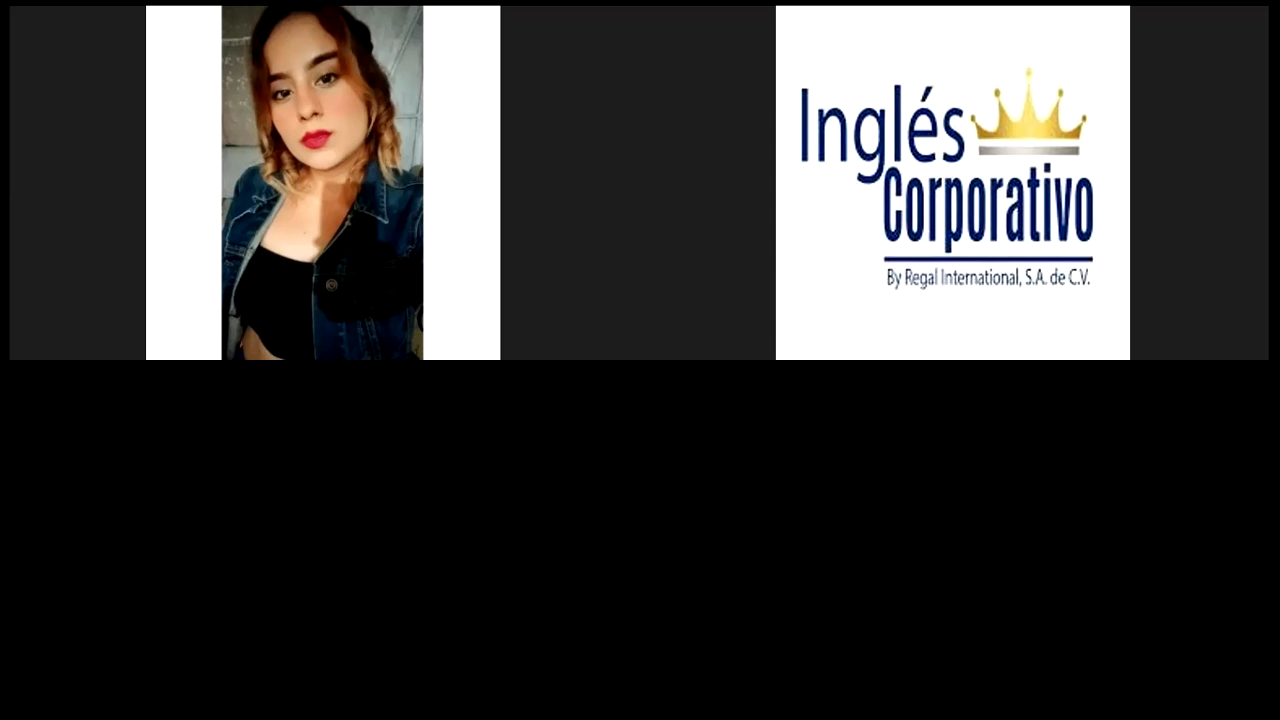 Inglés
Corporativo
By Regal International, S.A. de C.V.